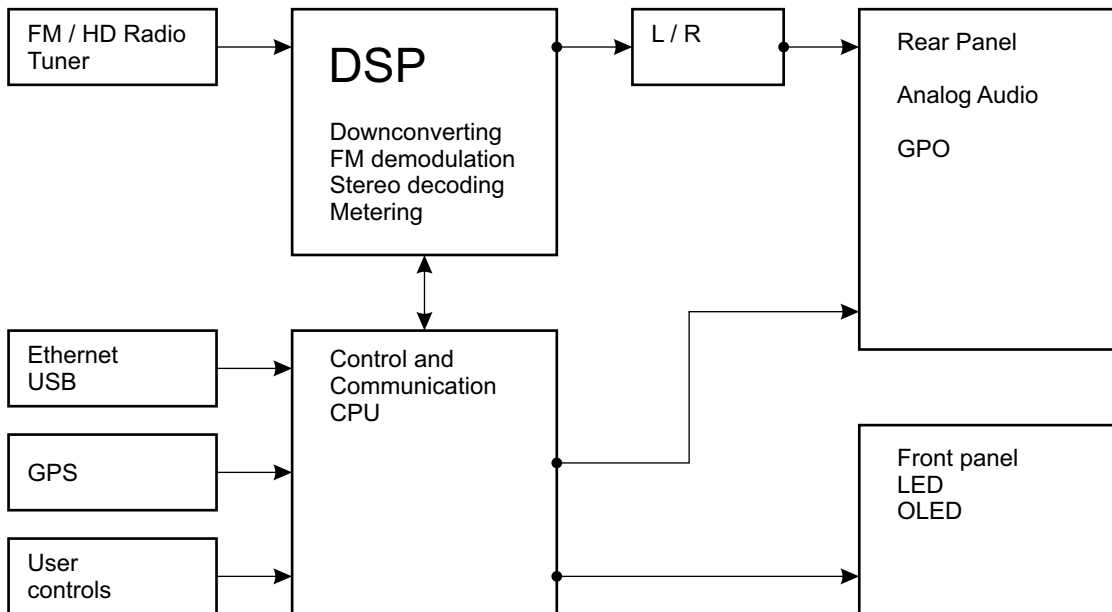 FM / HD Radio
Tuner
DSP
Downconverting
FM demodulation
Stereo decoding
Metering
L / R
Rear Panel
Analog Audio
GPO
Ethernet
USB
GPS
User
controls
Control and
Communication
CPU
Front panel
LED
OLED